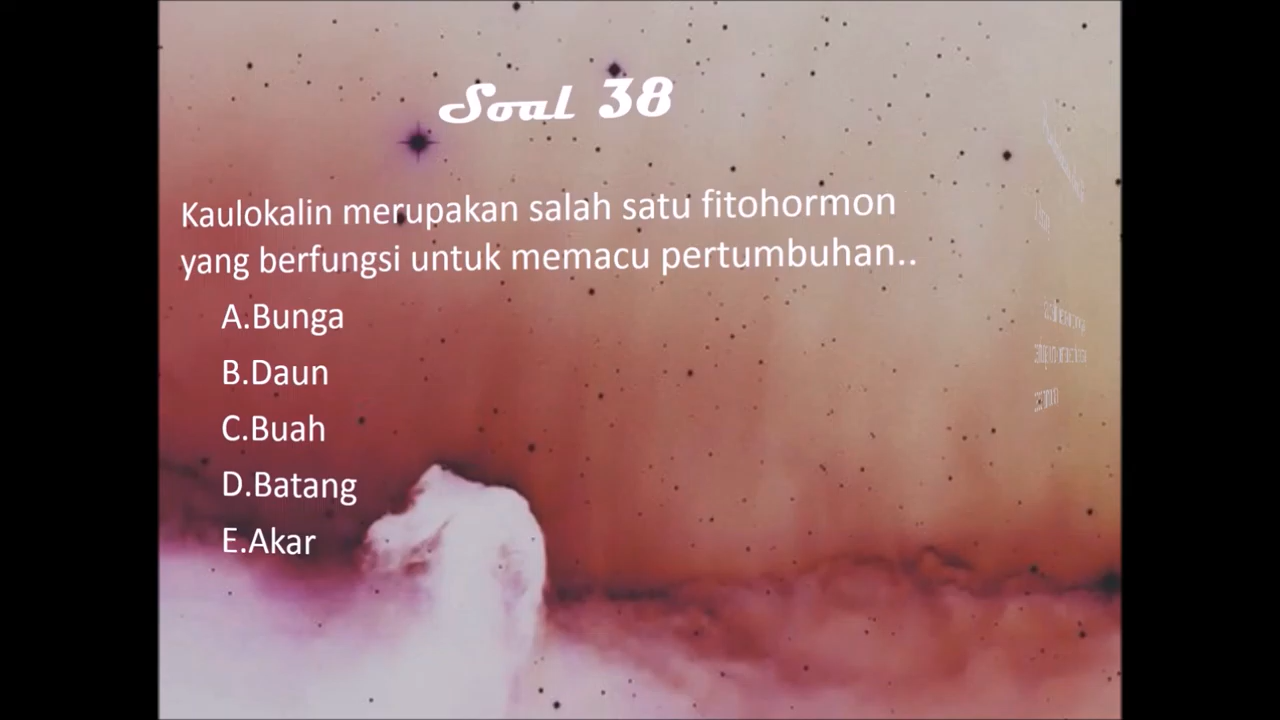 Soal 38
Kaulokalin merupakan salah satu fitohormon
yang berfungsi untuk memacu pertumbuhan..
A.Bunga
B.Daun
C.Buah
D.Batang
E.Akar